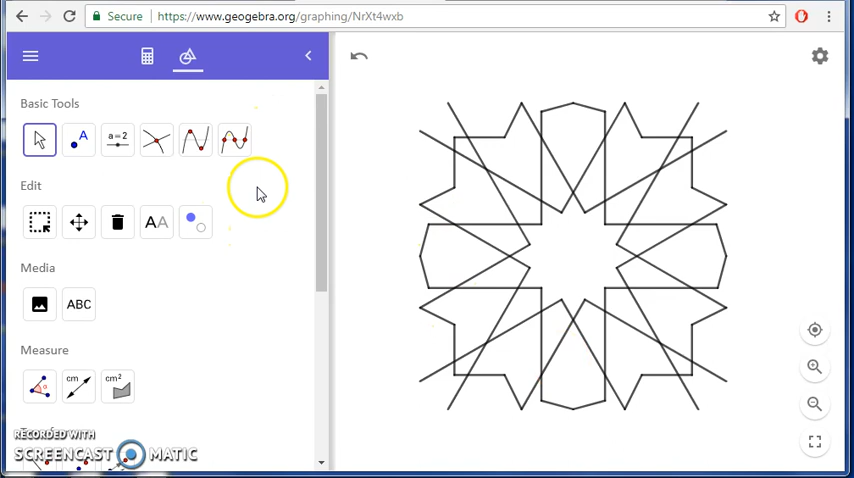 Secure
https://www.geogebra.org/graphing/NrXt4wxb
Basic Tools
A
a=2
Edit
AA
Media
ABC
Measure
α
cm
cm²
RECORDED WITH
SCREENCAST MATIC